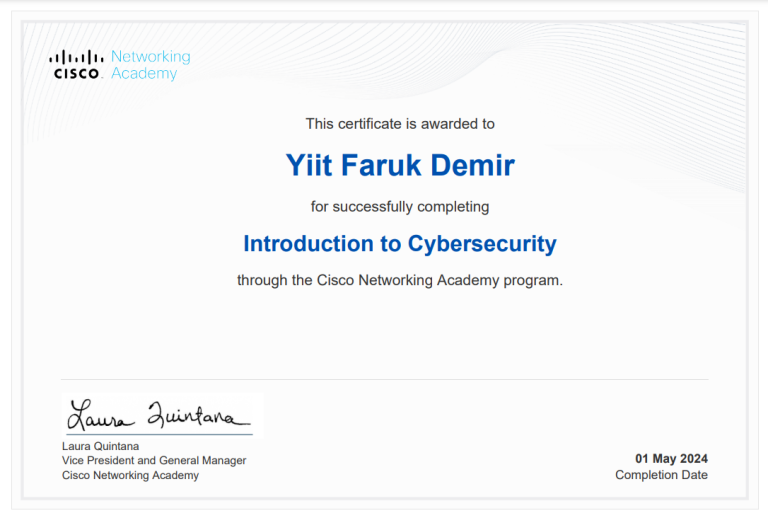 CISCO. Networking Academy
This certificate is awarded to
Yiit Faruk Demir
for successfully completing
Introduction to Cybersecurity
through the Cisco Networking Academy program.
Laura Quintana
Laura Quintana
Vice President and General Manager
Cisco Networking Academy
01 May 2024
Completion Date